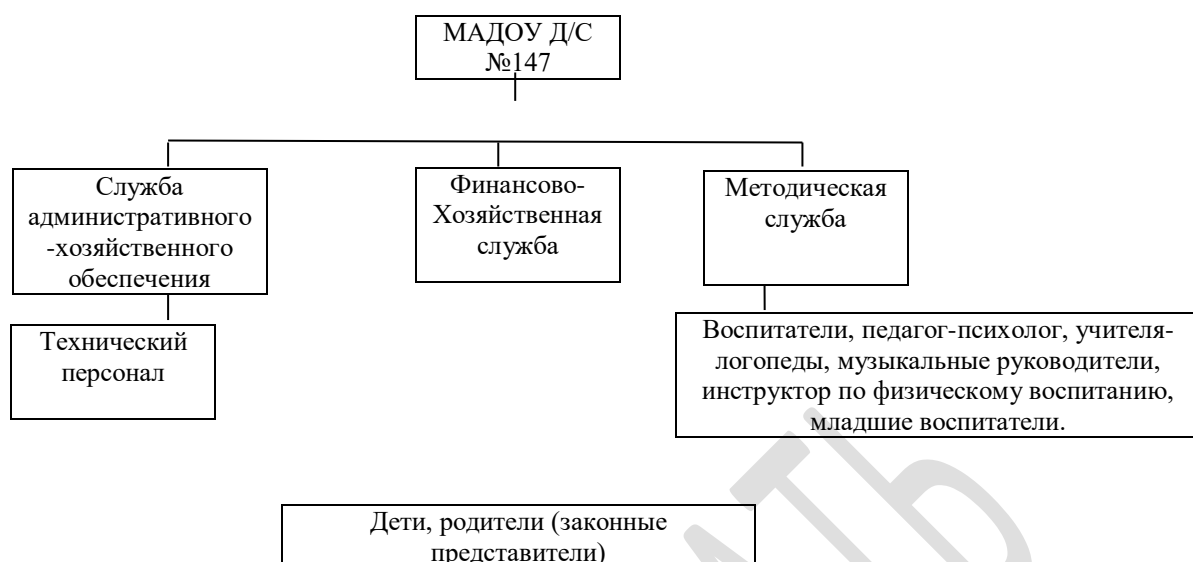 МАДОУ Д/С
№147
Служба
административного
-хозяйственного
обеспечения
Финансово-
Хозяйственная
служба
Методическая
служба
Технический
персонал
Воспитатели, педагог-психолог, учителя-
логопеды, музыкальные руководители,
инструктор по физическому воспитанию,
младшие воспитатели.
Дети, родители (законные
представители)